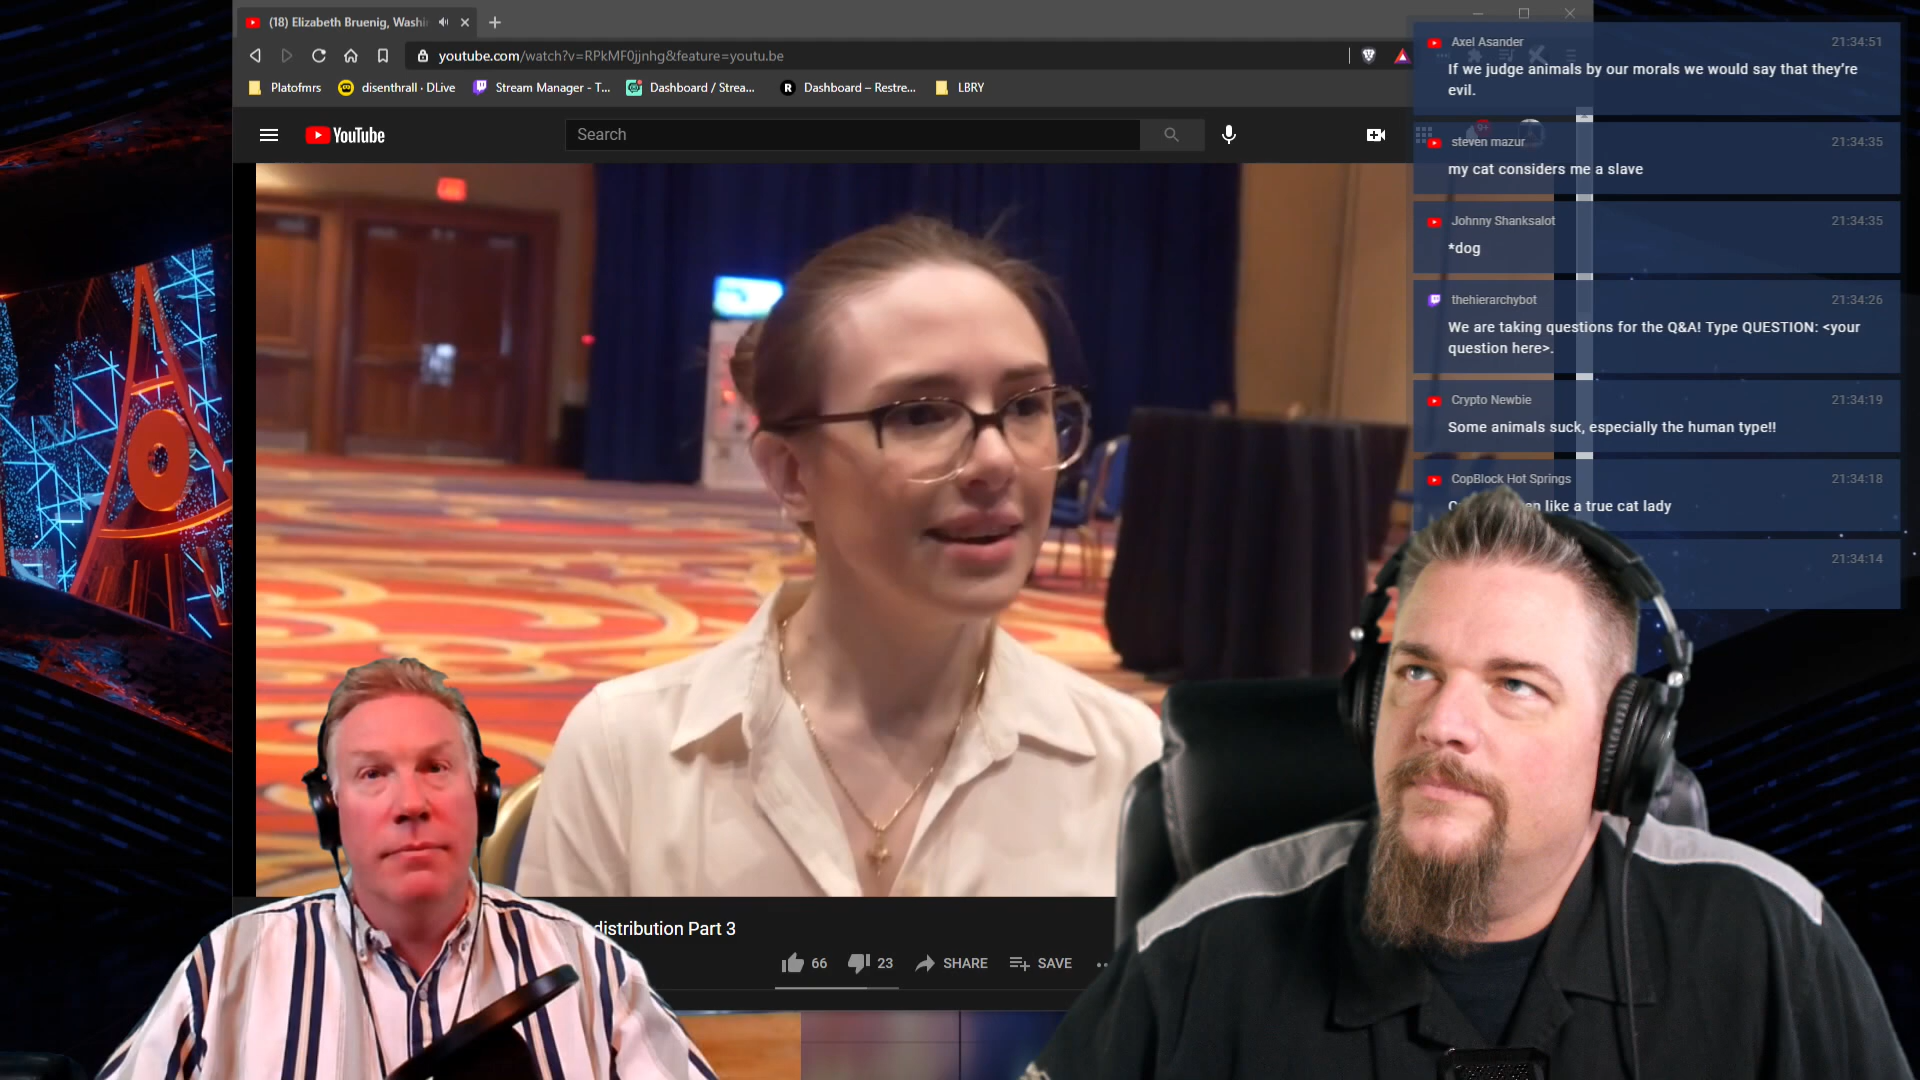 (18) Elizabeth Bruenig, Washi
youtube.com/watch?v=RPkMF0jjnhg&feature=youtu.be
Platofmrs
disenthrall · DLive
Stream Manager - T...
Dashboard / Strea...
Dashboard – Restre...
LBRY
YouTube
Search
9+
distribution Part 3
66
23
SHARE
SAVE
Axel Asander
21:34:51
If we judge animals by our morals we would say that they're
evil.
steven mazur
21:34:35
my cat considers me a slave
Johnny Shanksalot
21:34:35
*dog
thehierarchybot
21:34:26
We are taking questions for the Q&A! Type QUESTION: <your
question here>.
Crypto Newbie
21:34:19
Some animals suck, especially the human type!!
CopBlock Hot Springs
21:34:18
like a true cat lady
21:34:14